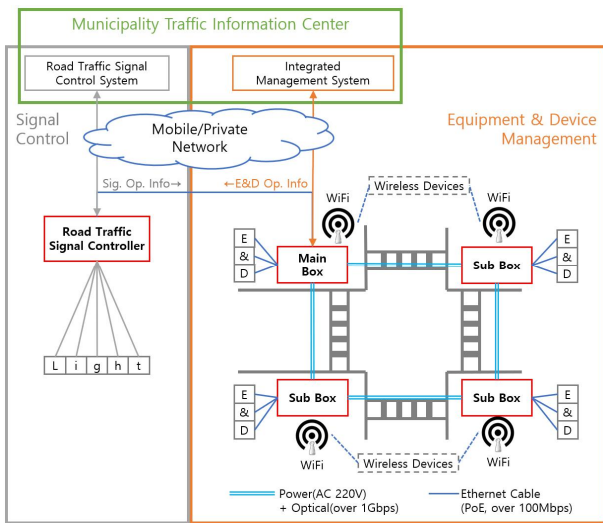 Municipality Traffic Information Center
Road Traffic Signal
Control System
Integrated
Management System
Signal
Control
Mobile/Private
Network
Equipment & Device
Management
Sig. Op. Info→
←E&D Op. Info
WiFi
Wireless Devices
WiFi
Road Traffic
Signal Controller
E
&
D
Main
Box
Sub Box
E
&
D
L i g h t
E
&
D
Sub Box
Sub Box
E
&
D
WiFi
Wireless Devices
WiFi
Power(AC 220V)
+ Optical(over 1Gbps)
Ethernet Cable
(PoE, over 100Mbps)